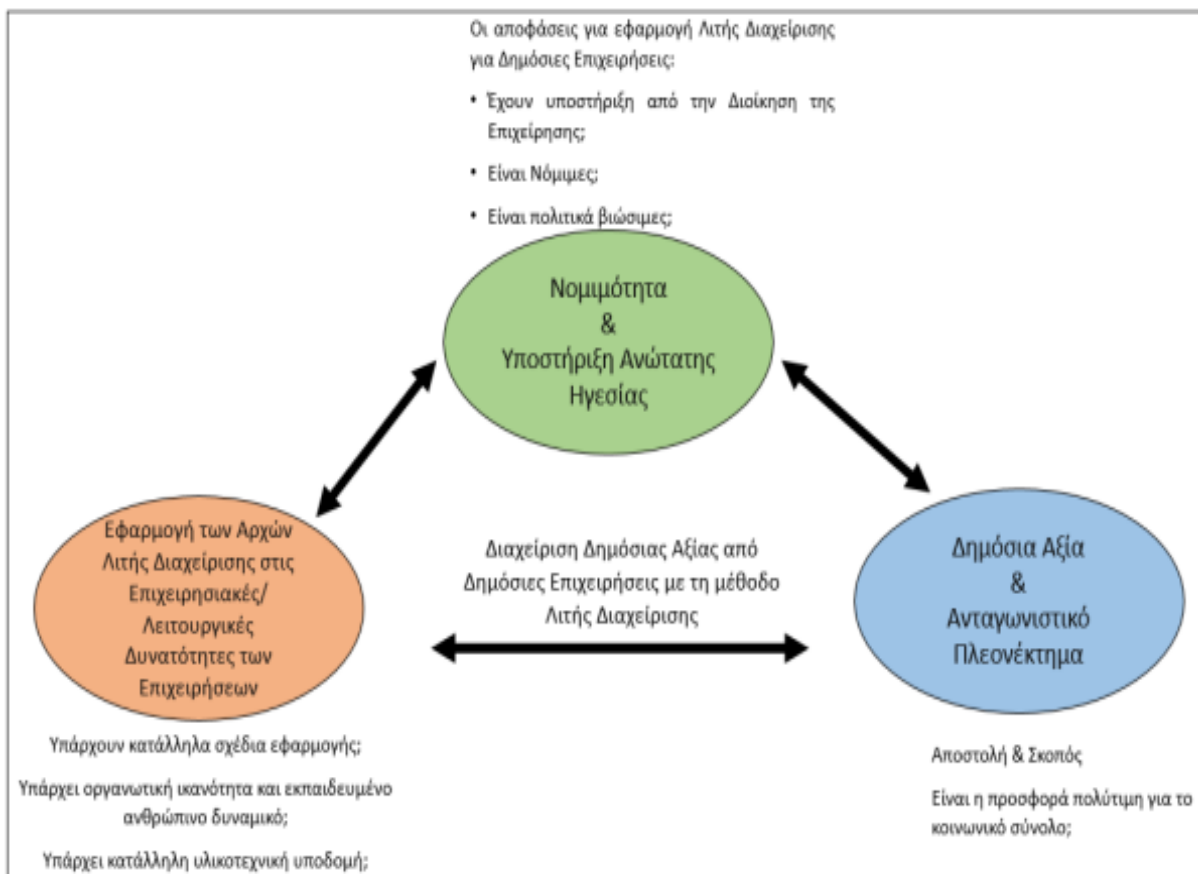 Οι αποφάσεις για εφαρμογή Λιτής Διαχείρισης
για Δημόσιες Επιχειρήσεις:
• Έχουν υποστήριξη από την Διοίκηση της
Επιχείρησης;
• Είναι Νόμιμες;
• Είναι πολιτικά βιώσιμες;
Νομιμότητα
&
Υποστήριξη Ανώτατης
Ηγεσίας
Εφαρμογή των Αρχών
Λιτής Διαχείρισης στις
Επιχειρησιακές/
Λειτουργικές
Δυνατότητες των
Επιχειρήσεων
Διαχείριση Δημόσιας Αξίας από
Δημόσιες Επιχειρήσεις με τη μέθοδο
Λιτής Διαχείρισης
Δημόσια Αξία
&
Ανταγωνιστικό
Πλεονέκτημα
Υπάρχουν κατάλληλα σχέδια εφαρμογής;
Υπάρχει οργανωτική ικανότητα και εκπαιδευμένο
ανθρώπινο δυναμικό;
Υπάρχει κατάλληλη υλικοτεχνική υποδομή;
Αποστολή & Σκοπός
Είναι η προσφορά πολύτιμη για το
κοινωνικό σύνολο;